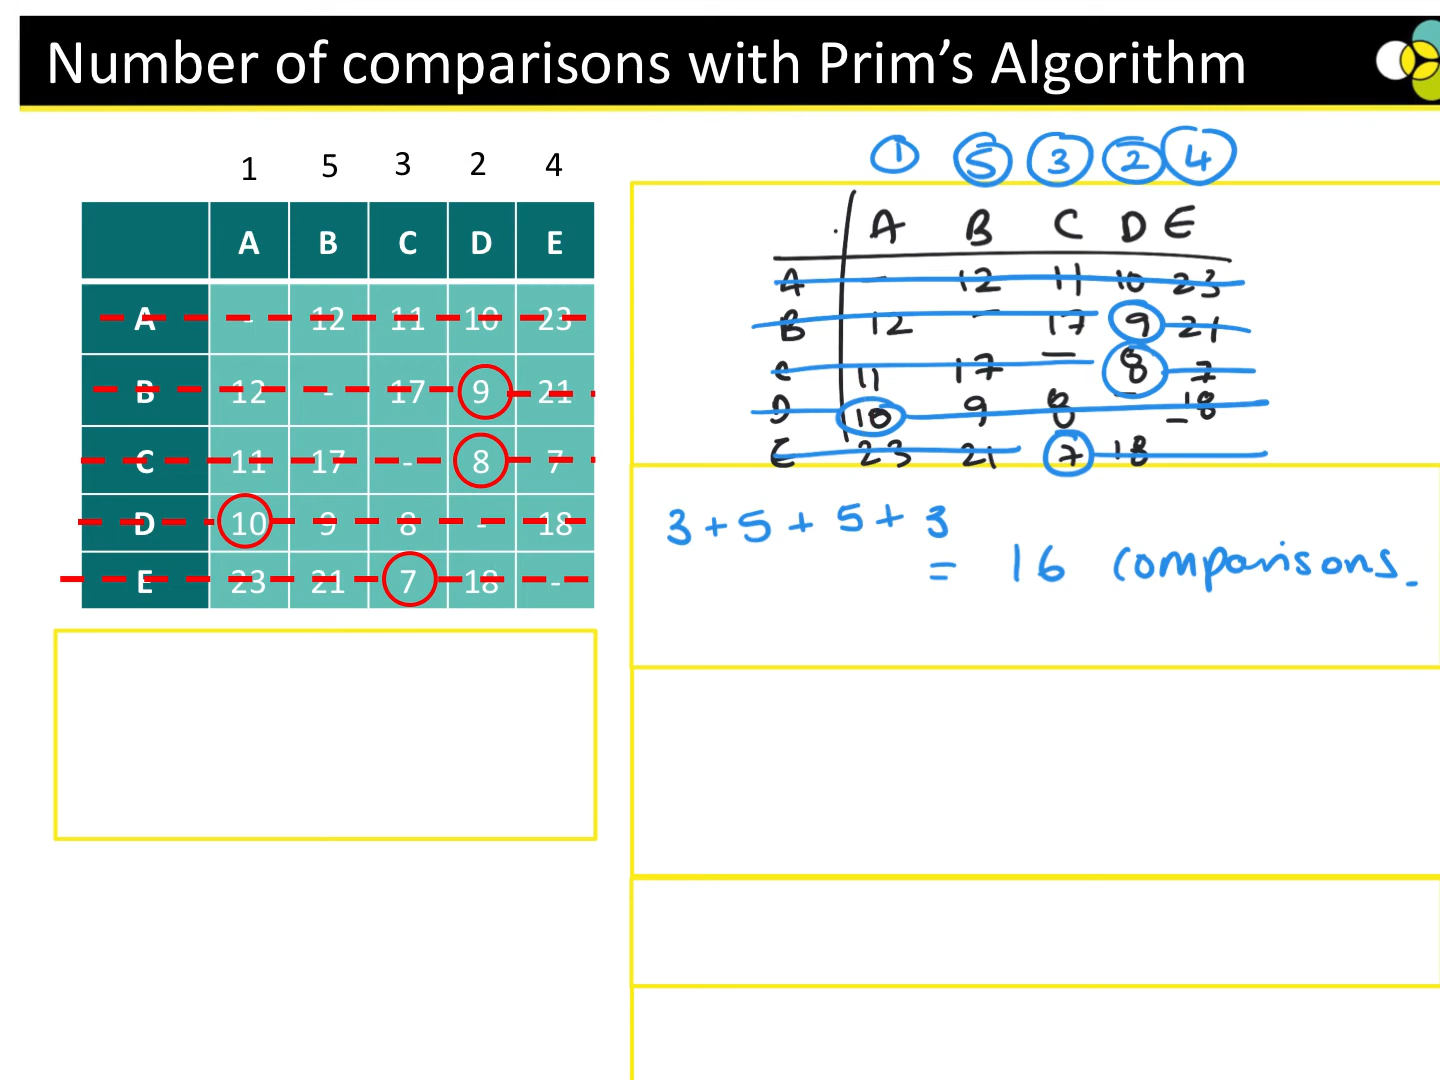 Number of comparisons with Prim's Algorithm
1 5 3 2 4
A B C D E
A - 12 11 10 23
B 12 - 17 9 21
C 11 17 - 8 7
D 10 9 8 - 18
E 23 21 7 18 -
1 5 3 2 4
A B C D E
A - 12 11 10 23
B 12 - 17 9 21
C 11 17 - 8 7
D 10 9 8 - 18
E 23 21 7 18
3 + 5 + 5 + 3
= 16 comparisons.